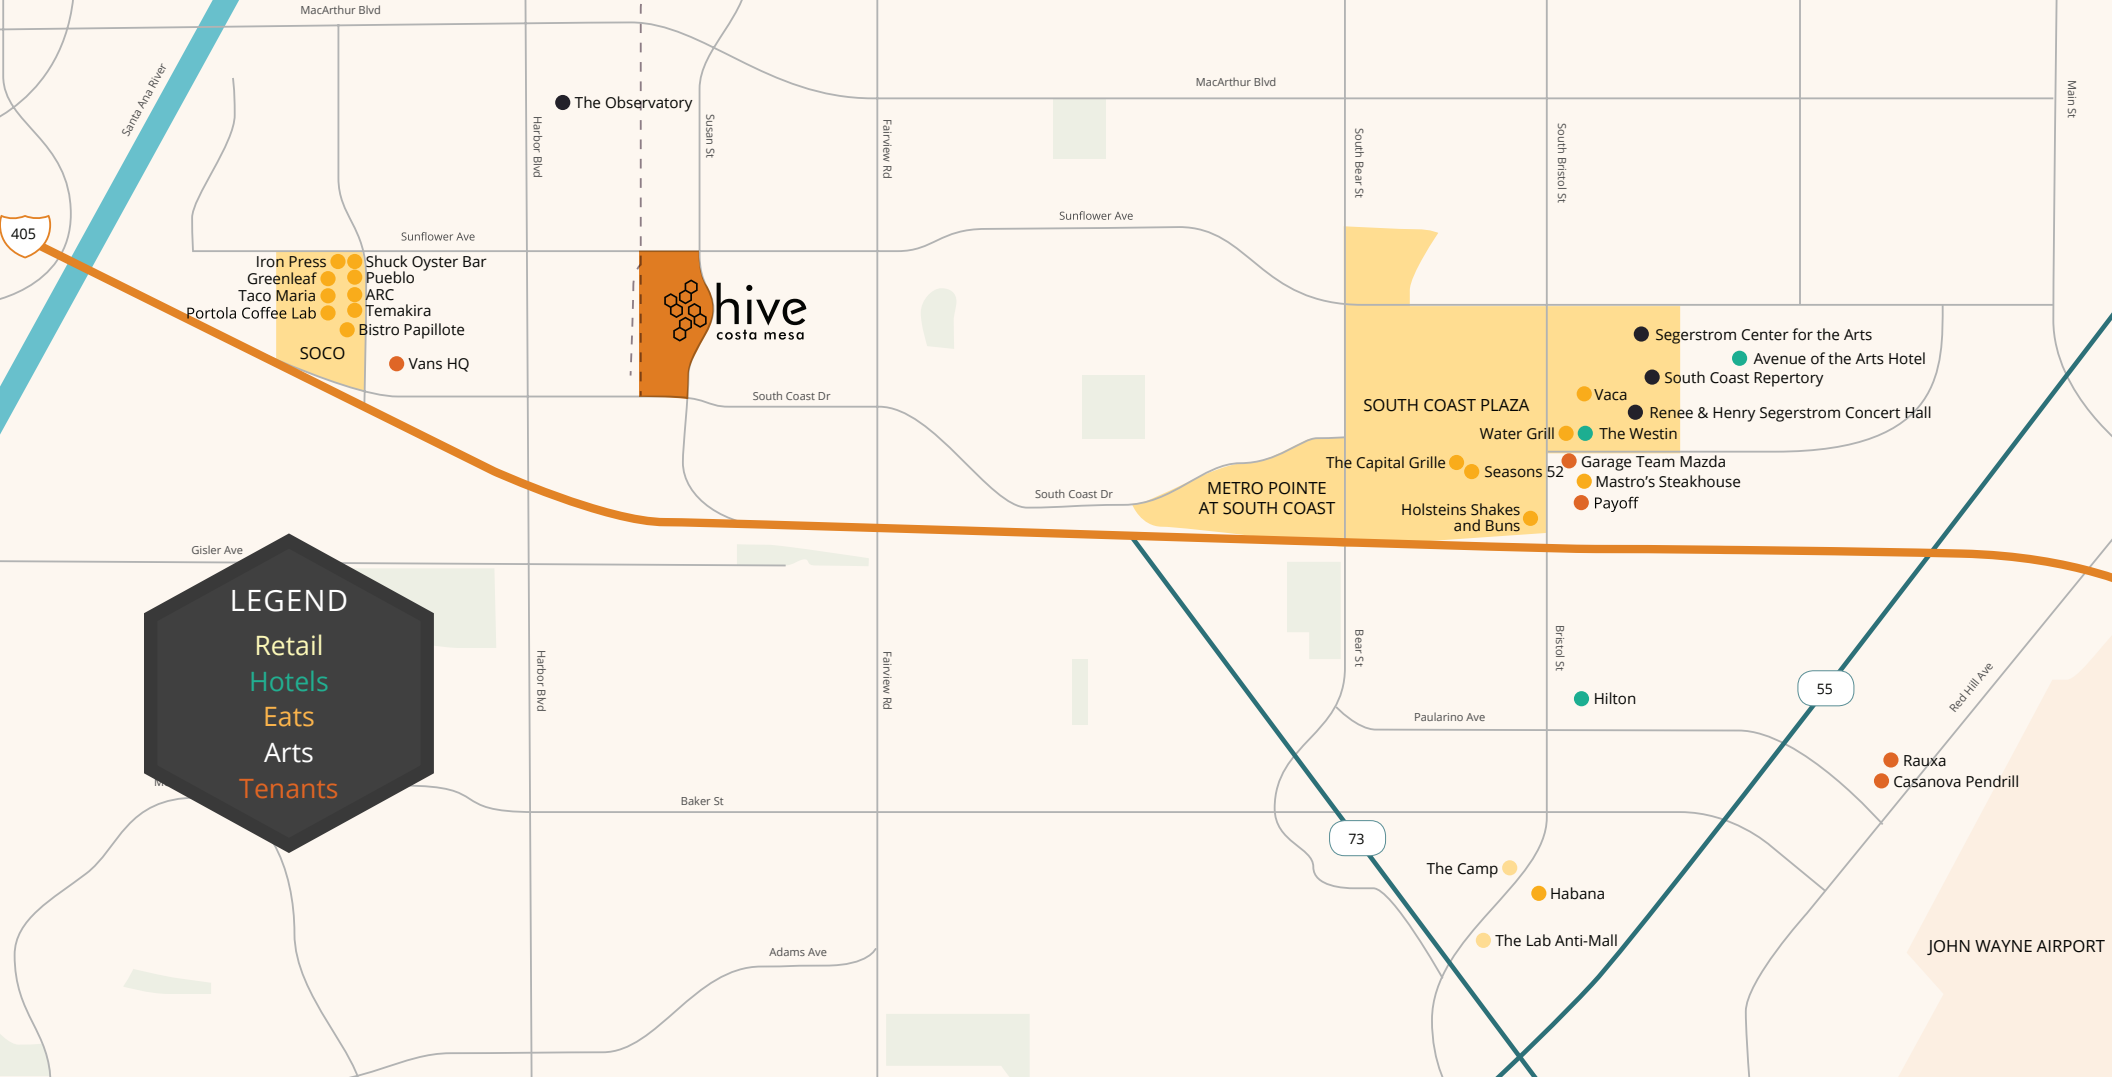 MacArthur Blvd
Santa Ana River
The Observatory
MacArthur Blvd
Main St
Harbor Blvd
Susan St
Fairview Rd
South Bear St
South Bristol St
405
Sunflower Ave
Sunflower Ave
Iron Press
Shuck Oyster Bar
Greenleaf
Pueblo
Taco Maria
ARC
Portola Coffee Lab
Temakira
Bistro Papillote
SOCO
Vans HQ
hive
costa mesa
South Coast Dr
Segerstrom Center for the Arts
Avenue of the Arts Hotel
South Coast Repertory
Vaca
SOUTH COAST PLAZA
Renee & Henry Segerstrom Concert Hall
Water Grill
The Westin
The Capital Grille
Seasons 52
Garage Team Mazda
Mastro's Steakhouse
Payoff
METRO POINTE
AT SOUTH COAST
South Coast Dr
Holsteins Shakes
and Buns
Gisler Ave
LEGEND
Retail
Hotels
Eats
Arts
Tenants
Harbor Blvd
Fairview Rd
Bear St
Bristol St
Hilton
55
Red Hill Ave
Paularino Ave
Rauxa
Casanova Pendrill
Baker St
73
The Camp
Habana
The Lab Anti-Mall
Adams Ave
JOHN WAYNE AIRPORT